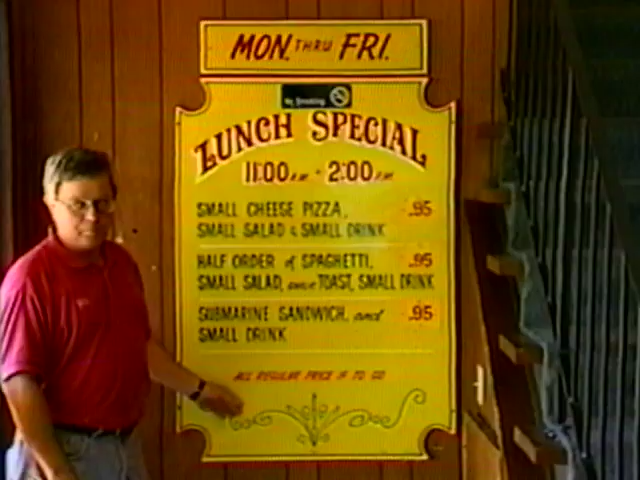 MON. THRU FRI.
No Smoking
LUNCH SPECIAL
11:00 A.M. - 2:00 P.M.
SMALL CHEESE PIZZA, .95
SMALL SALAD & SMALL DRINK
HALF ORDER of SPAGHETTI, .95
SMALL SALAD, TOAST, SMALL DRINK
SUBMARINE SANDWICH, and .95
SMALL DRINK
ALL REGULAR PRICE IF TO GO